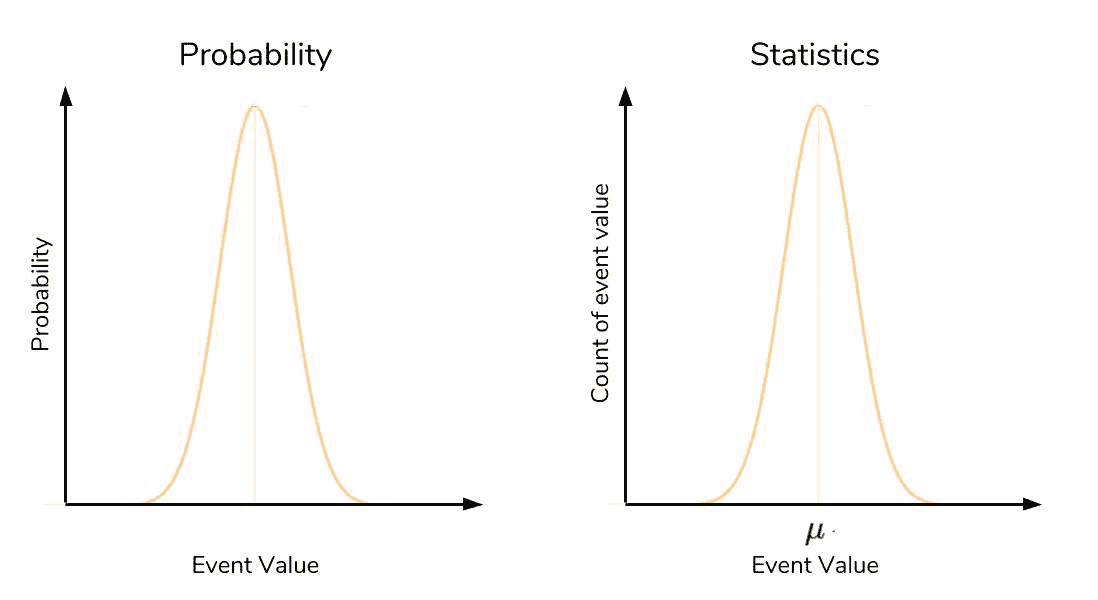 Probability
Probability
Event Value
Statistics
Count of event value
μ
Event Value